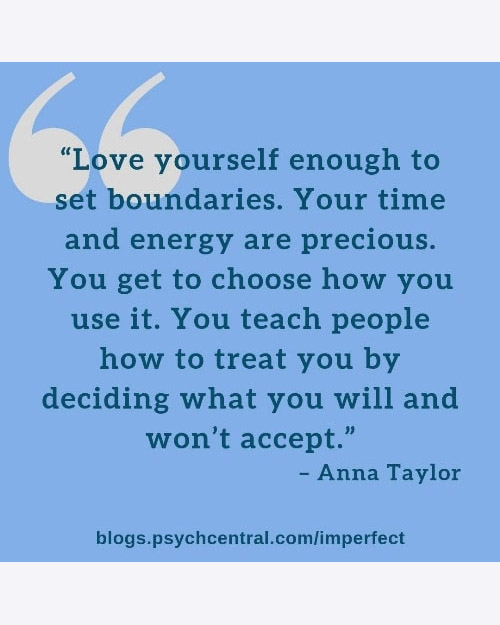 “Love yourself enough to
set boundaries. Your time
and energy are precious.
You get to choose how you
use it. You teach people
how to treat you by
deciding what you will and
won’t accept.”
– Anna Taylor
blogs.psychcentral.com/imperfect